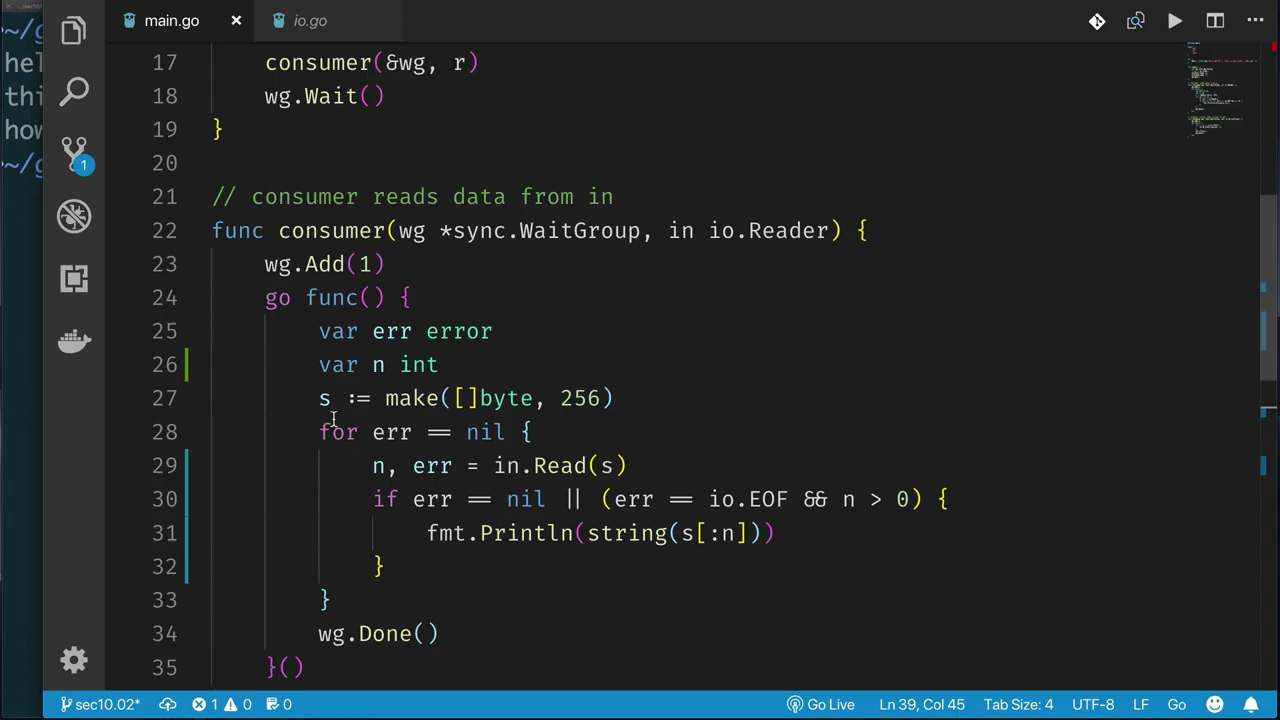 main.go
io.go
~/g
hel
thi
how
~/g
17 consumer(&wg, r)
18 wg.Wait()
19 }
20
21 // consumer reads data from in
22 func consumer(wg *sync.WaitGroup, in io.Reader) {
23 wg.Add(1)
24 go func() {
25 var err error
26 var n int
27 s := make([]byte, 256)
28 for err == nil {
29 n, err = in.Read(s)
30 if err == nil || (err == io.EOF && n > 0) {
31 fmt.Println(string(s[:n]))
32 }
33 }
34 wg.Done()
35 }()
1
sec10.02* 1 0 0 Go Live Ln 39, Col 45 Tab Size: 4 UTF-8 LF Go